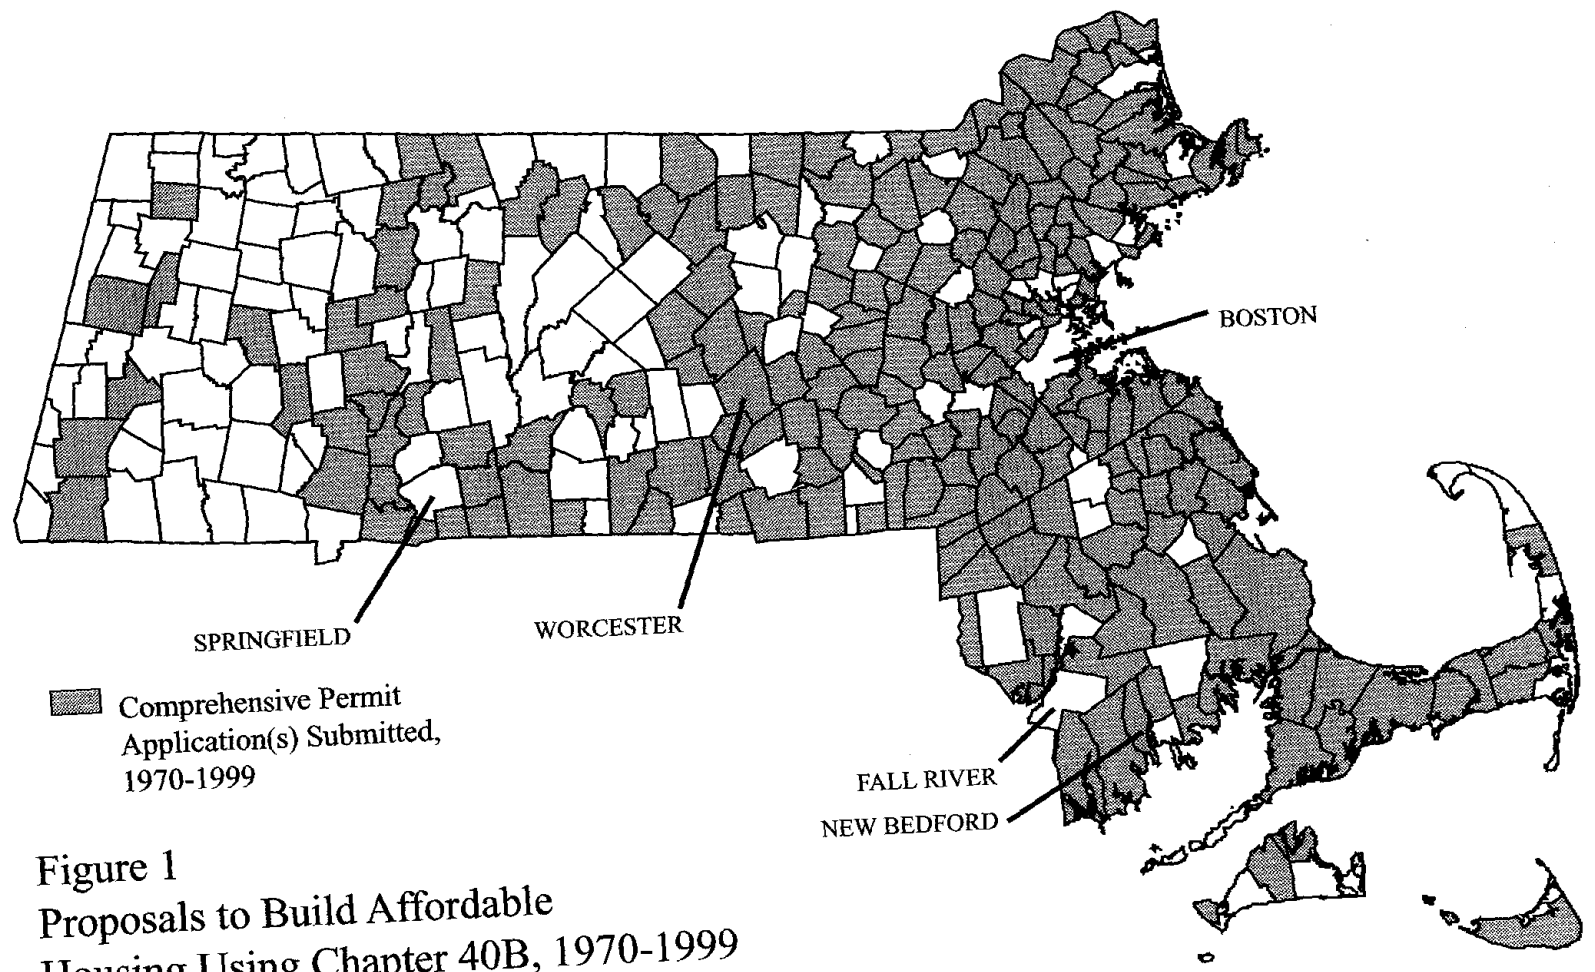 BOSTON
SPRINGFIELD
WORCESTER
Comprehensive Permit
Application(s) Submitted,
1970-1999
FALL RIVER
NEW BEDFORD
Figure 1
Proposals to Build Affordable
Housing Using Chapter 40B, 1970-1999